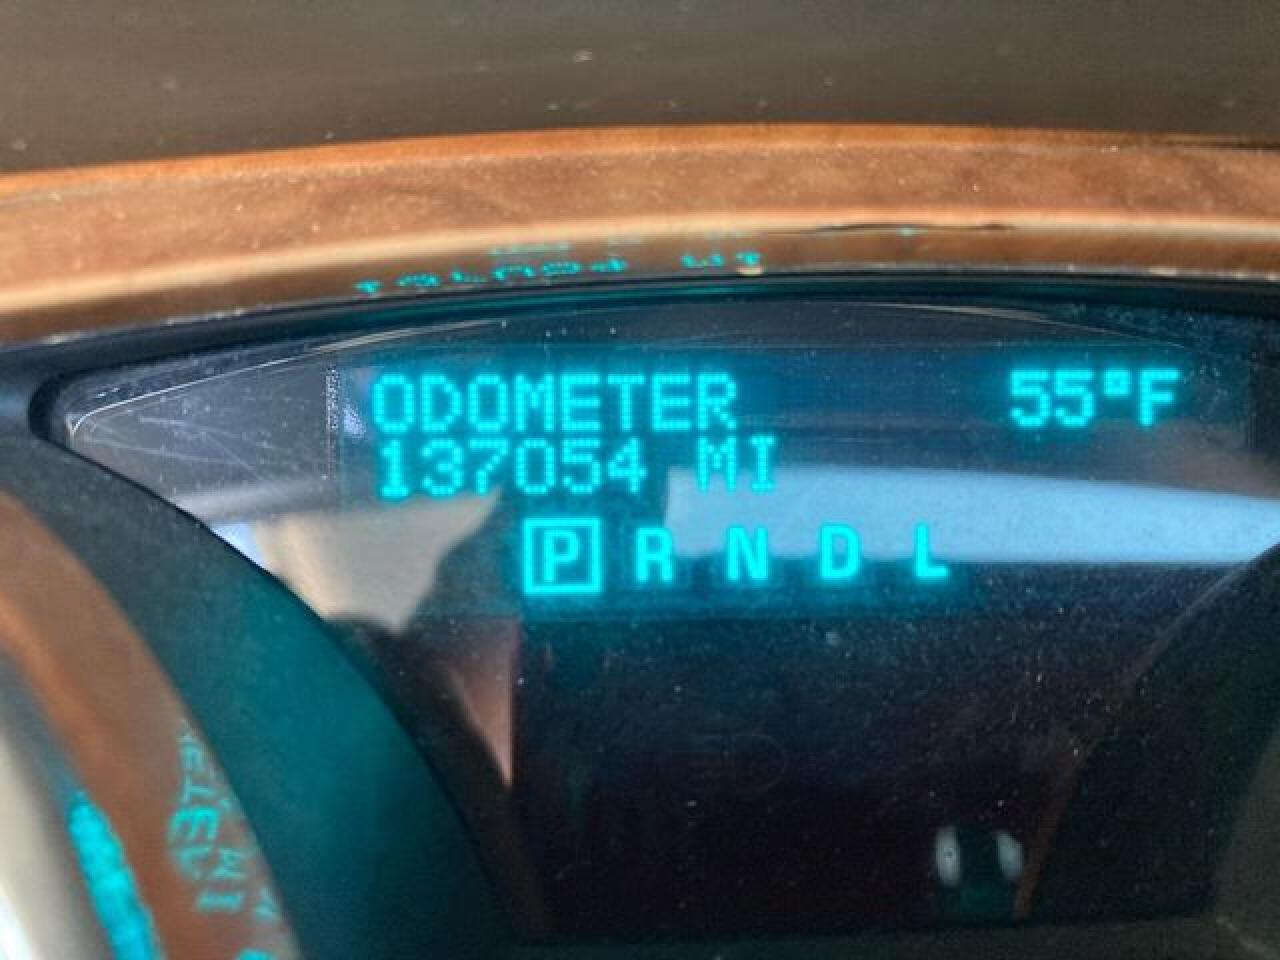 ODOMETER 55°F
137054 MI
P R N D L